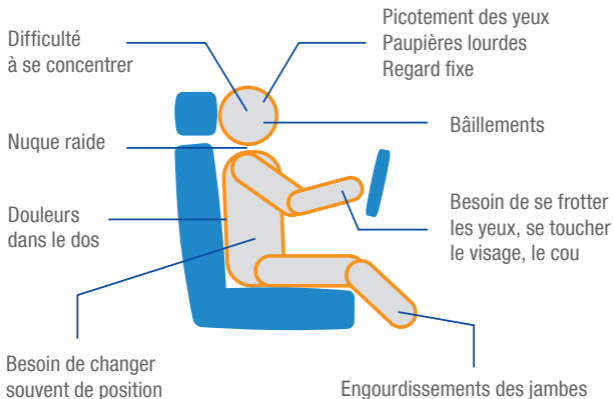 Difficulté
à se concentrer
Picotement des yeux
Paupières lourdes
Regard fixe
Nuque raide
Bâillements
Douleurs
dans le dos
Besoin de se frotter
les yeux, se toucher
le visage, le cou
Besoin de changer
souvent de position
Engourdissements des jambes